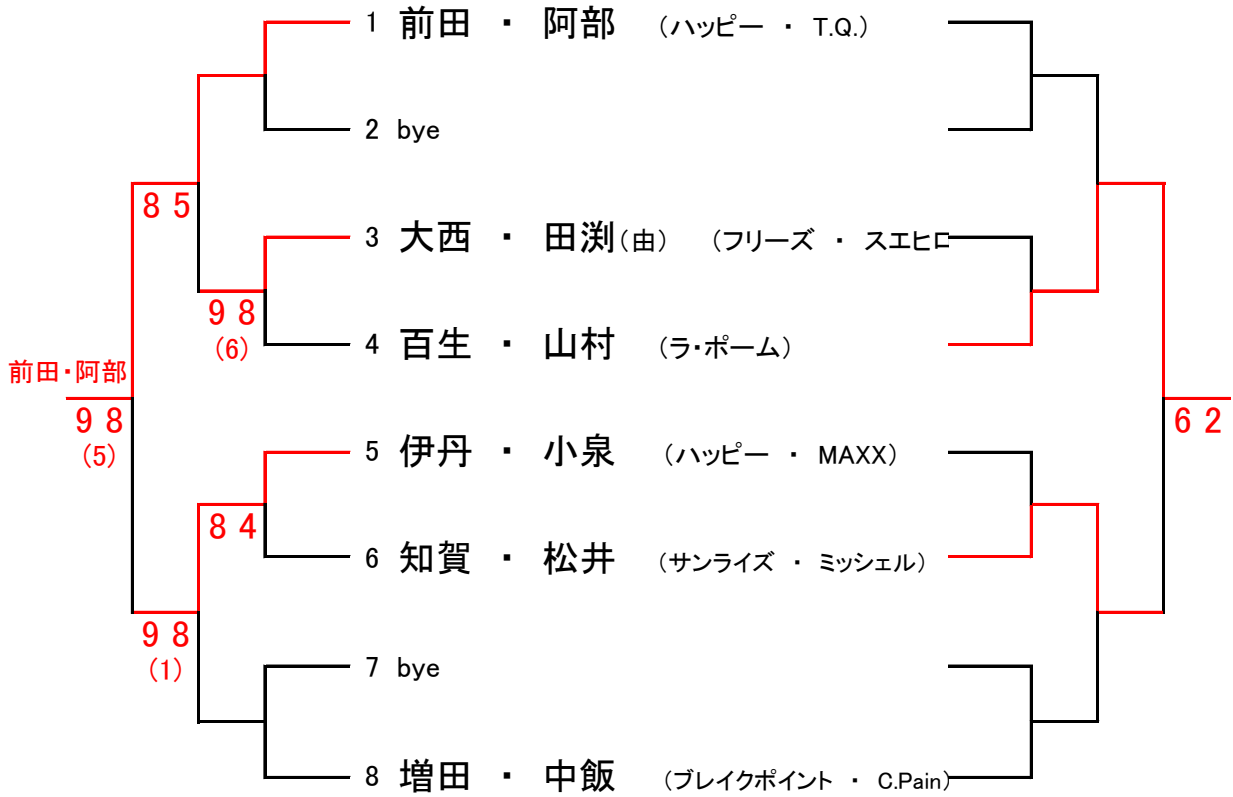 1 前田 ・ 阿部 (ハッピー ・ T.Q.)
2 bye
8 5
3 大西 ・ 田渕(由) (フリーズ ・ スエヒロ
9 8
(6)
4 百生 ・ 山村 (ラ・ポーム)
前田・阿部
9 8
(5)
6 2
5 伊丹 ・ 小泉 (ハッピー ・ MAXX)
8 4
6 知賀 ・ 松井 (サンライズ ・ ミッシェル)
9 8
(1)
7 bye
8 増田 ・ 中飯 (ブレイクポイント ・ C.Pain)